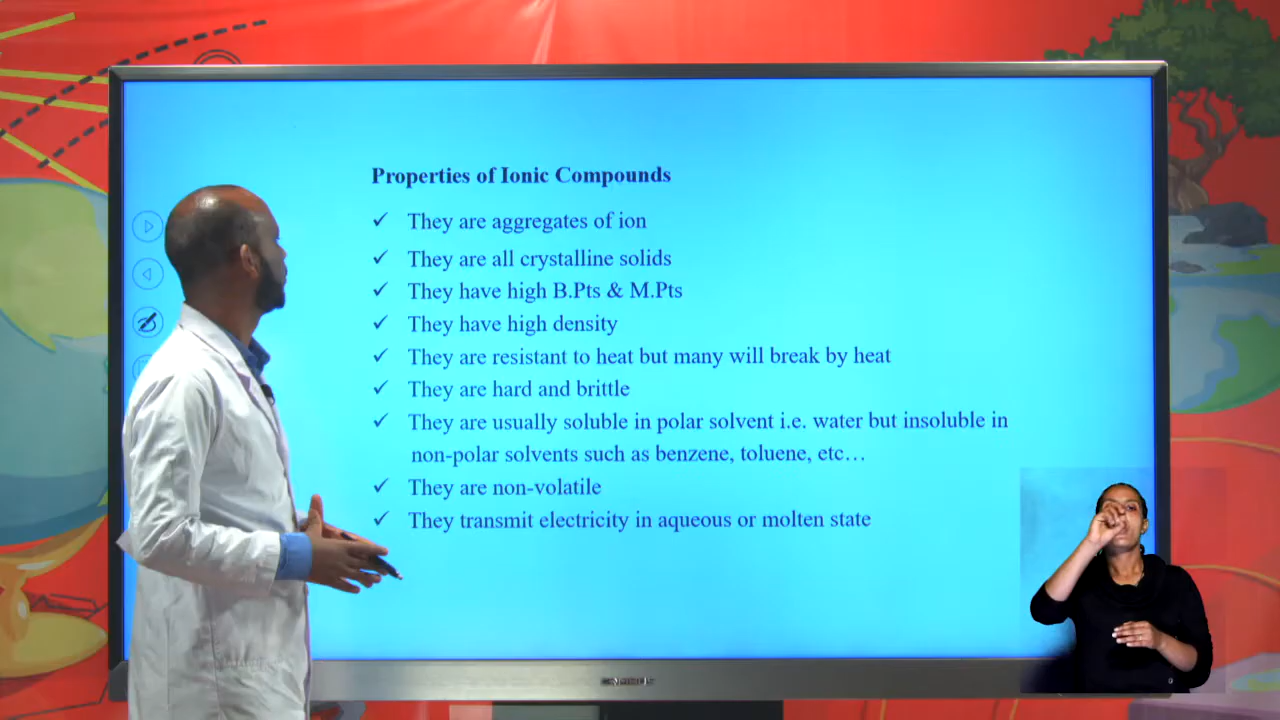 Properties of Ionic Compounds
✓ They are aggregates of ion
✓ They are all crystalline solids
✓ They have high B.Pts & M.Pts
✓ They have high density
✓ They are resistant to heat but many will break by heat
✓ They are hard and brittle
✓ They are usually soluble in polar solvent i.e. water but insoluble in
non-polar solvents such as benzene, toluene, etc…
✓ They are non-volatile
✓ They transmit electricity in aqueous or molten state